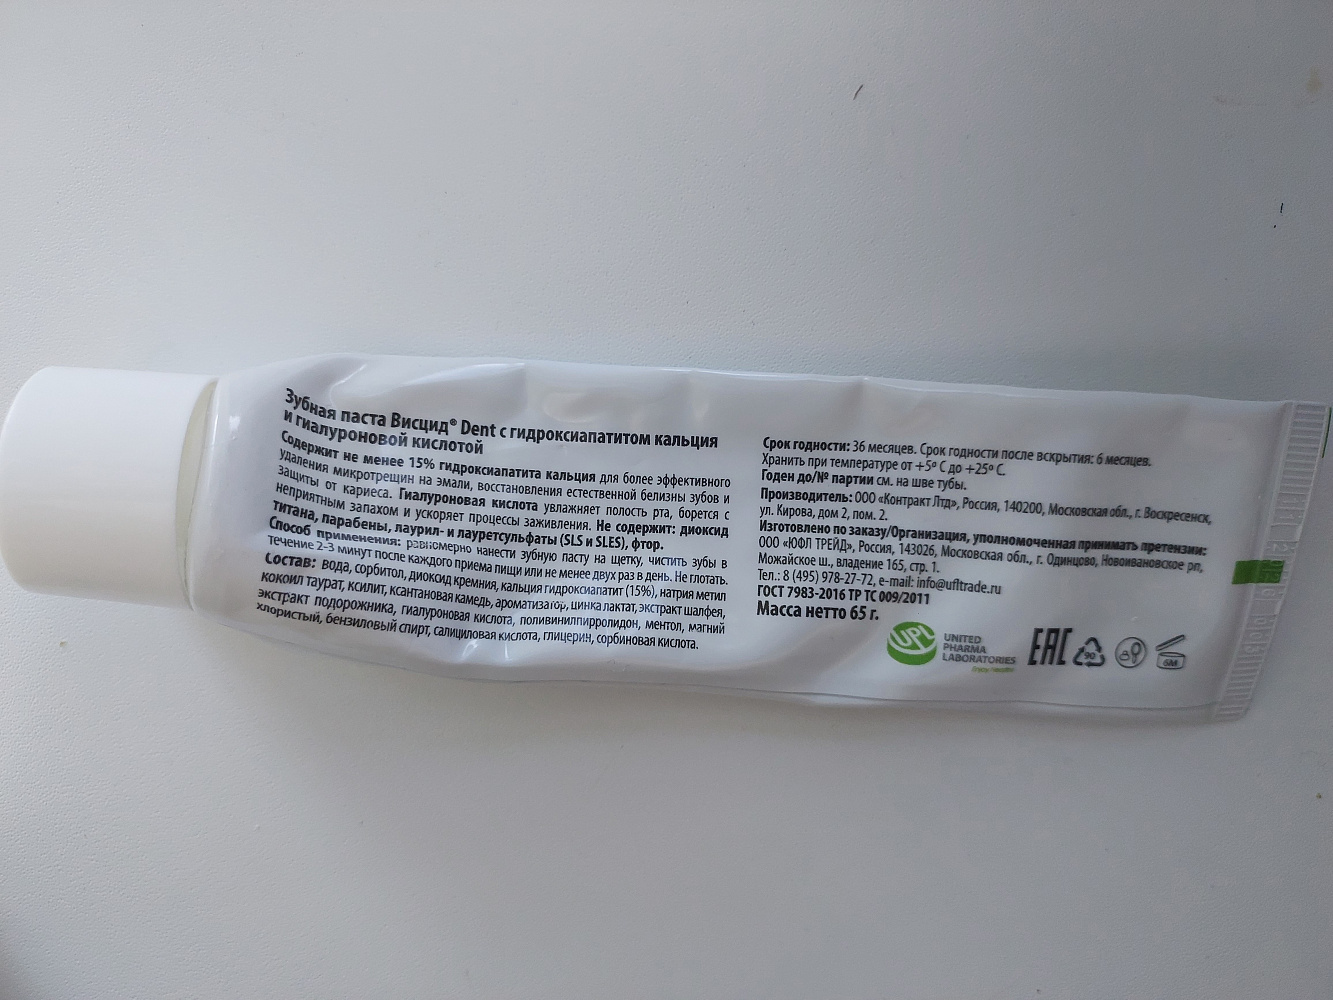 Зубная паста Висцид® Dent с гидроксиапатитом кальция
и гиалуроновой кислотой
Содержит не менее 15% гидроксиапатита кальция для более эффективного
удаления микротрещин на эмали, восстановления естественной белизны зубов и
защиты от кариеса. Гиалуроновая кислота увлажняет полость рта, борется с
неприятным запахом и ускоряет процессы заживления. Не содержит: диоксид
титана, парабены, лаурил- и лауретсульфаты (SLS и SLES), фтор.
Способ применения: равномерно нанести зубную пасту на щетку, чистить зубы в
течение 2-3 минут после каждого приема пищи или не менее двух раз в день. Не глотать.
Состав: вода, сорбитол, диоксид кремния, кальция гидроксиапатит (15%), натрия метил
кокоил таурат, ксилит, ксантановая камедь, ароматизатор, цинка лактат, экстракт шалфея,
экстракт подорожника, гиалуроновая кислота, поливинилпирролидон, ментол, магний
хлористый, бензиловый спирт, салициловая кислота, глицерин, сорбиновая кислота.
Срок годности: 36 месяцев. Срок годности после вскрытия: 6 месяцев.
Хранить при температуре от +5º С до +25º С.
Годен до/№ партии см. на шве тубы.
Производитель: ООО «Контракт Лтд», Россия, 140200, Московская обл., г. Воскресенск,
ул. Кирова, дом 2, пом. 2.
Изготовлено по заказу/Организация, уполномоченная принимать претензии:
ООО «ЮФЛ ТРЕЙД», Россия, 143026, Московская обл., г. Одинцово, Новоивановское рп,
Можайское ш., владение 165, стр. 1.
Тел.: 8 (495) 978-27-72, e-mail: info@ufltrade.ru
ГОСТ 7983-2016 ТР ТС 009/2011
Масса нетто 65 г.
UPL
UNITED
PHARMA
LABORATORIES
EAC
90
6M